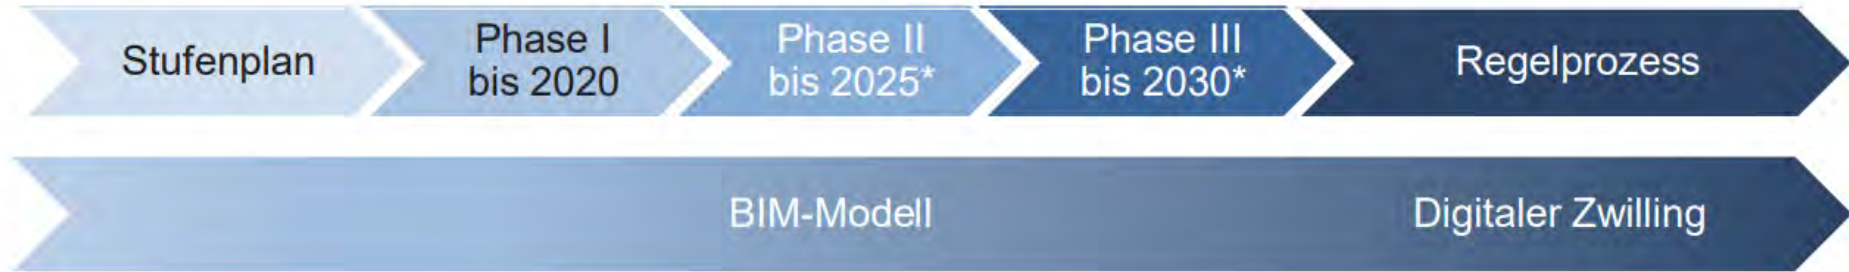 Stufenplan
Phase I
bis 2020
Phase II
bis 2025*
Phase III
bis 2030*
Regelprozess
BIM-Modell
Digitaler Zwilling